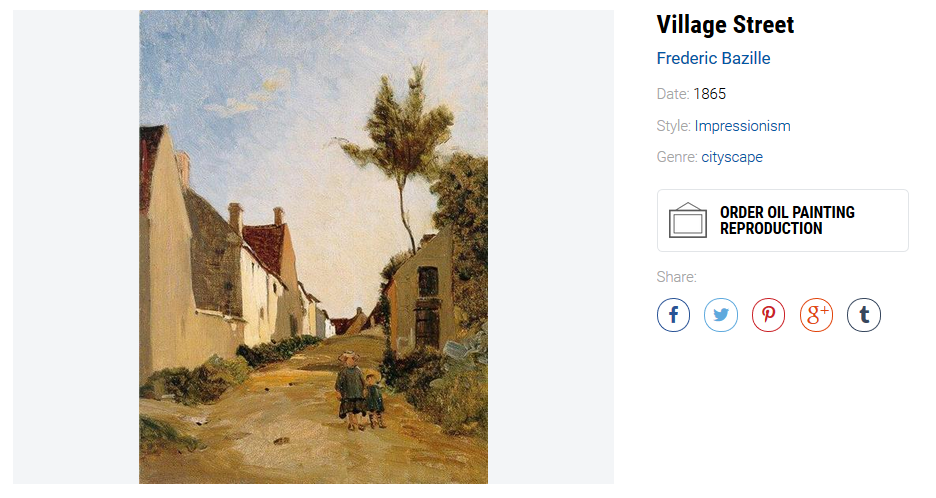 Village Street
Frederic Bazille
Date: 1865
Style: Impressionism
Genre: cityscape
ORDER OIL PAINTING
REPRODUCTION
Share:
f
g+
t